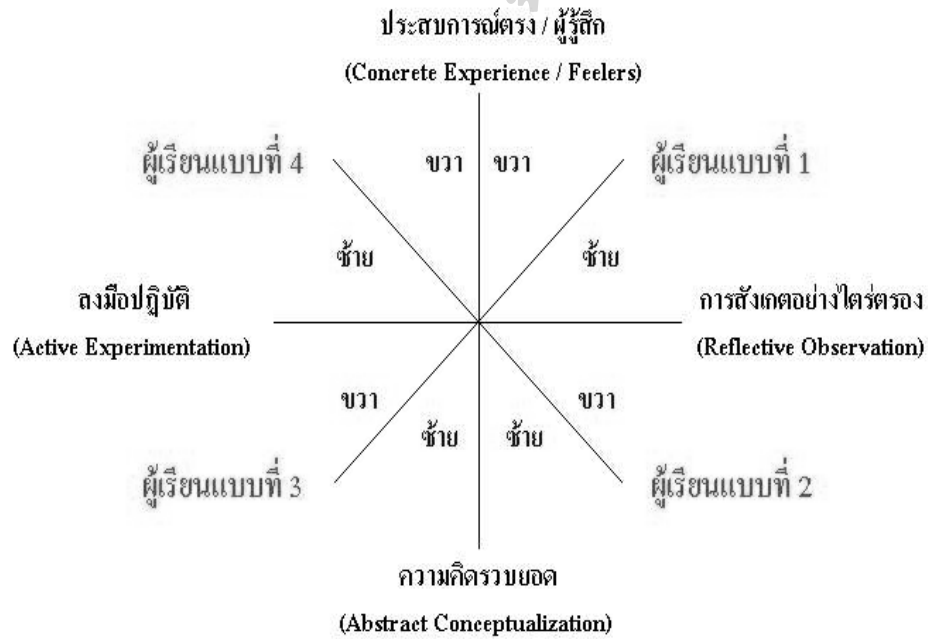 ประสบการณ์ตรง / ผู้รู้สึก
(Concrete Experience / Feelers)
ผู้เรียนแบบที่ 4
ขวา
ขวา
ผู้เรียนแบบที่ 1
ซ้าย
ซ้าย
ลงมือปฏิบัติ
(Active Experimentation)
การสังเกตอย่างไตร่ตรอง
(Reflective Observation)
ขวา
ซ้าย
ซ้าย
ขวา
ผู้เรียนแบบที่ 3
ผู้เรียนแบบที่ 2
ความคิดรวบยอด
(Abstract Conceptualization)